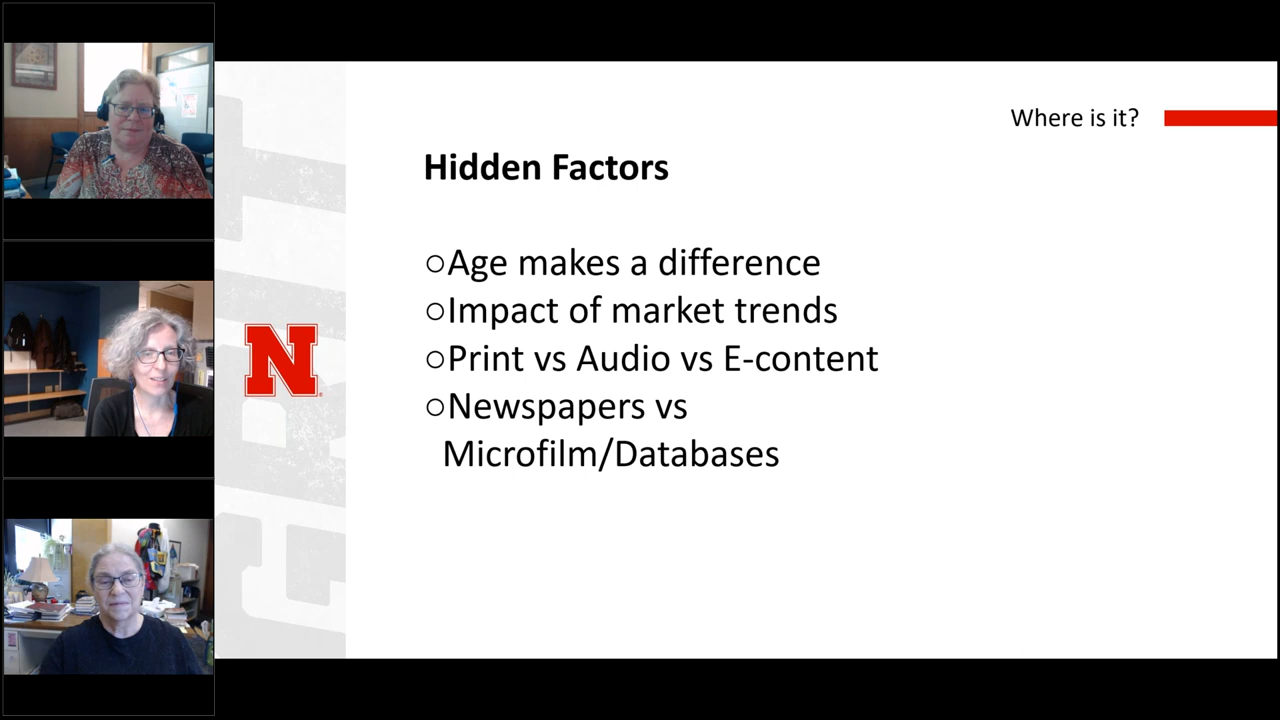 Where is it?
Hidden Factors
○Age makes a difference
○Impact of market trends
○Print vs Audio vs E-content
○Newspapers vs
Microfilm/Databases
GRIT
N